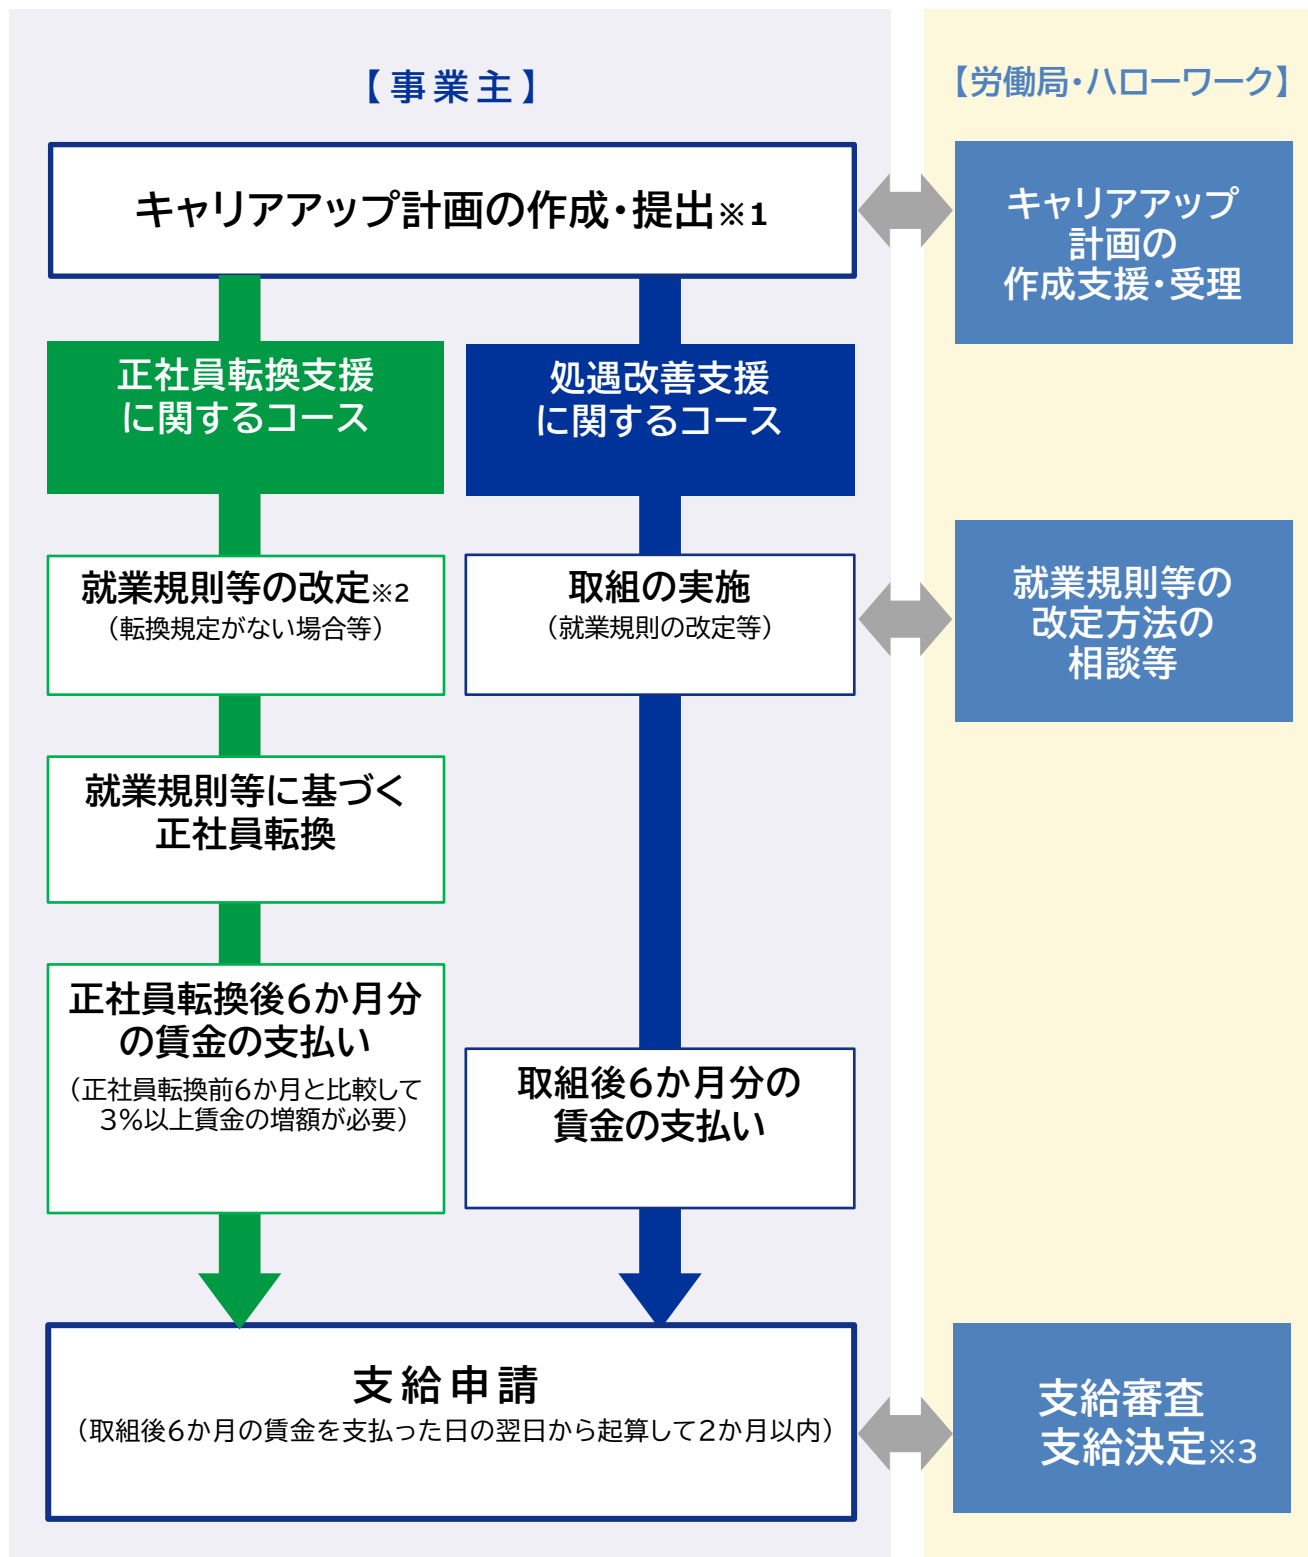 【事業主】
【労働局・ハローワーク】
キャリアアップ計画の作成・提出※1
キャリアアップ
計画の
作成支援・受理
正社員転換支援
に関するコース
処遇改善支援
に関するコース
就業規則等の改定※2
（転換規定がない場合等）
取組の実施
（就業規則の改定等）
就業規則等の
改定方法の
相談等
就業規則等に基づく
正社員転換
正社員転換後6か月分
の賃金の支払い
（正社員転換前6か月と比較して
3%以上賃金の増額が必要）
取組後6か月分の
賃金の支払い
支給申請
（取組後6か月の賃金を支払った日の翌日から起算して2か月以内）
支給審査
支給決定※3